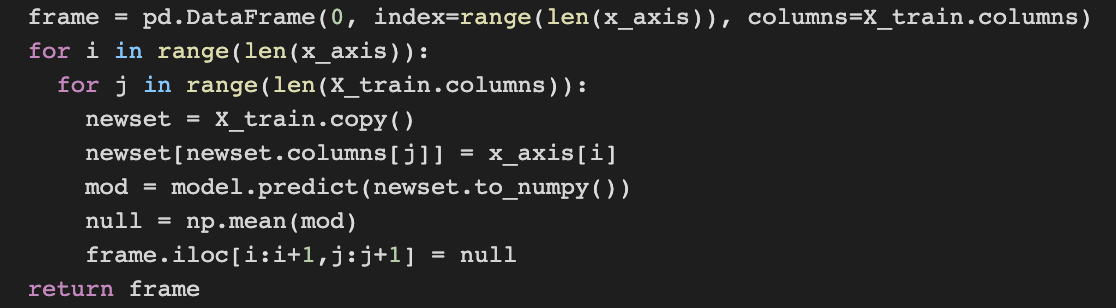 frame = pd.DataFrame(0, index=range(len(x_axis)), columns=X_train.columns)
for i in range(len(x_axis)):
  for j in range(len(X_train.columns)):
    newset = X_train.copy()
    newset[newset.columns[j]] = x_axis[i]
    mod = model.predict(newset.to_numpy())
    null = np.mean(mod)
    frame.iloc[i:i+1,j:j+1] = null
return frame